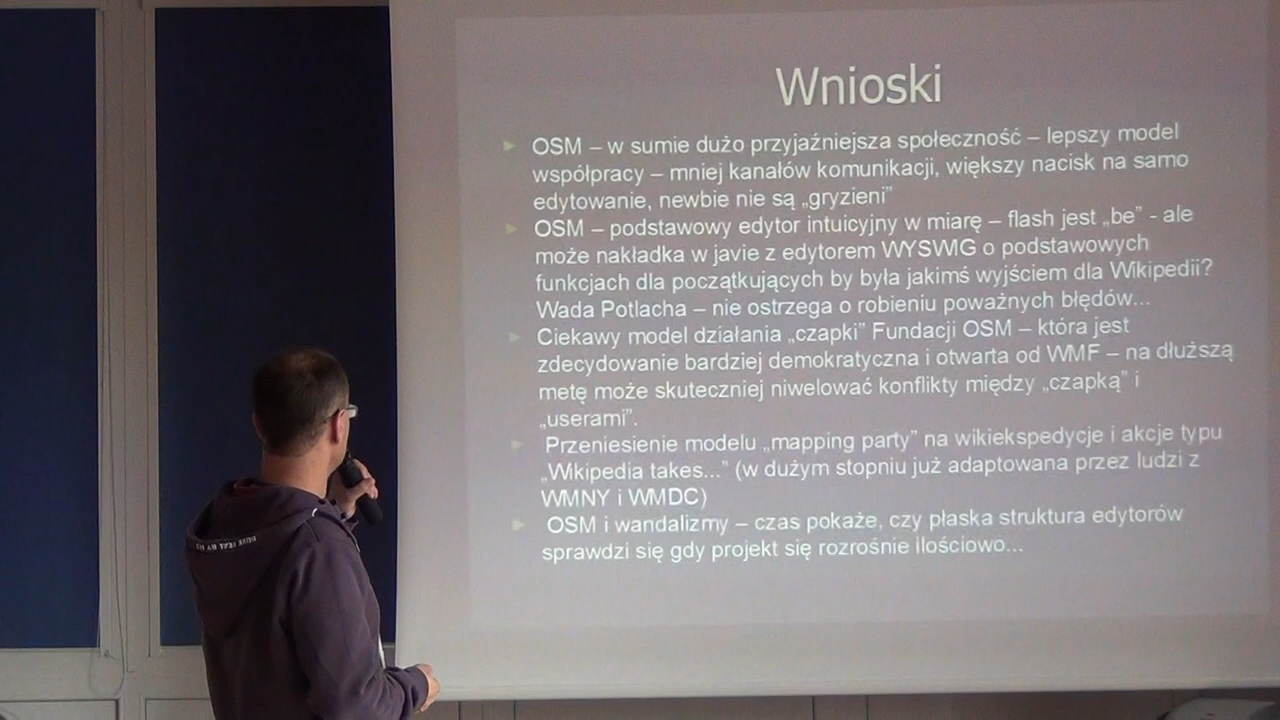 Wnioski
► OSM – w sumie dużo przyjaźniejsza społeczność – lepszy model
współpracy – mniej kanałów komunikacji, większy nacisk na samo
edytowanie, newbie nie są „gryzieni”
► OSM – podstawowy edytor intuicyjny w miarę – flash jest „be” - ale
może nakładka w javie z edytorem WYSWIG o podstawowych
funkcjach dla początkujących by była jakimś wyjściem dla Wikipedii?
Wada Potlacha – nie ostrzega o robieniu poważnych błędów...
► Ciekawy model działania „czapki” Fundacji OSM – która jest
zdecydowanie bardziej demokratyczna i otwarta od WMF – na dłuższą
metę może skuteczniej niwelować konflikty między „czapką” i
„userami”.
► Przeniesienie modelu „mapping party” na wikiekspedycje i akcje typu
„Wikipedia takes...” (w dużym stopniu już adaptowana przez ludzi z
WMNY i WMDC)
► OSM i wandalizmy – czas pokaże, czy płaska struktura edytorów
sprawdzi się gdy projekt się rozrośnie ilościowo...